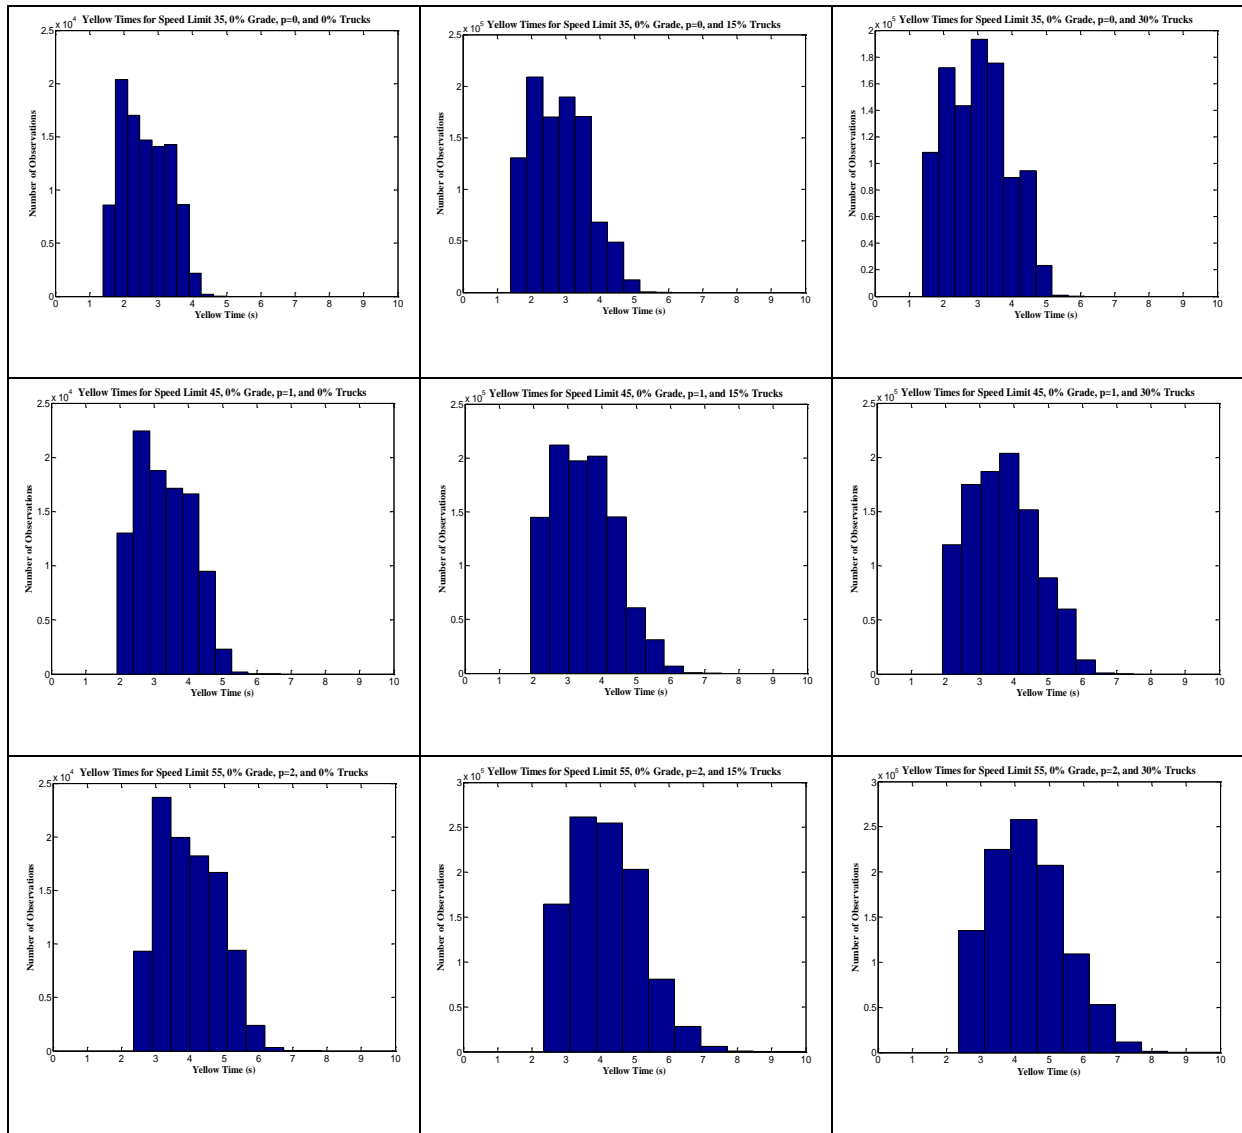 x 10⁴ Yellow Times for Speed Limit 35, 0% Grade, p=0, and 0% Trucks
2.5
2
1.5
1
0.5
0
Number of Observations
0 1 2 3 4 5 6 7 8 9 10
Yellow Time (s)
x 10⁵ Yellow Times for Speed Limit 35, 0% Grade, p=0, and 15% Trucks
2.5
2
1.5
1
0.5
0
Number of Observations
0 1 2 3 4 5 6 7 8 9 10
Yellow Time (s)
x 10⁵ Yellow Times for Speed Limit 35, 0% Grade, p=0, and 30% Trucks
2
1.8
1.6
1.4
1.2
1
0.8
0.6
0.4
0.2
0
Number of Observations
0 1 2 3 4 5 6 7 8 9 10
Yellow Time (s)
x 10⁴ Yellow Times for Speed Limit 45, 0% Grade, p=1, and 0% Trucks
2.5
2
1.5
1
0.5
0
Number of Observations
0 1 2 3 4 5 6 7 8 9 10
Yellow Time (s)
x 10⁵ Yellow Times for Speed Limit 45, 0% Grade, p=1, and 15% Trucks
2.5
2
1.5
1
0.5
0
Number of Observations
0 1 2 3 4 5 6 7 8 9 10
Yellow Time (s)
x 10⁵ Yellow Times for Speed Limit 45, 0% Grade, p=1, and 30% Trucks
2.5
2
1.5
1
0.5
0
Number of Observations
0 1 2 3 4 5 6 7 8 9 10
Yellow Time (s)
x 10⁴ Yellow Times for Speed Limit 55, 0% Grade, p=2, and 0% Trucks
2.5
2
1.5
1
0.5
0
Number of Observations
0 1 2 3 4 5 6 7 8 9 10
Yellow Time (s)
x 10⁵ Yellow Times for Speed Limit 55, 0% Grade, p=2, and 15% Trucks
3
2.5
2
1.5
1
0.5
0
Number of Observations
0 1 2 3 4 5 6 7 8 9 10
Yellow Time (s)
x 10⁵ Yellow Times for Speed Limit 55, 0% Grade, p=2, and 30% Trucks
3
2.5
2
1.5
1
0.5
0
Number of Observations
0 1 2 3 4 5 6 7 8 9 10
Yellow Time (s)